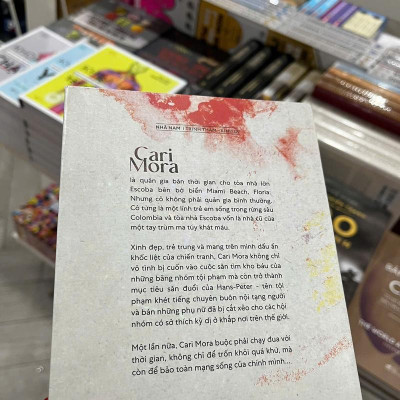 NHÃ NAM | TRINH THÁM - KINH DỊ
Cari
Mora
là quản gia bán thời gian cho tòa nhà lớn
Escoba bên bờ biển Miami Beach, Floria.
Nhưng cô không phải quản gia bình thường.
Cô từng là một lính trẻ em sống trong rừng sâu
Colombia và tòa nhà Escoba vốn là nhà cũ của
một tay trùm ma túy khát máu.
Xinh đẹp, trẻ trung và mang trên mình dấu ấn
khốc liệt của chiến tranh, Cari Mora không chỉ
vô tình bị cuốn vào cuộc săn tìm kho báu của
những băng nhóm tội phạm mà còn trở thành
mục tiêu săn đuổi của Hans-Peter - tên tội
phạm khét tiếng chuyên buôn nội tạng người
và bán những phụ nữ đã bị cắt xẻo cho các hội
nhóm có sở thích kỳ dị ở khắp nơi trên thế giới.
Một lần nữa, Cari Mora buộc phải chạy đua với
thời gian, không chỉ để trốn khỏi quá khứ, mà
còn để bảo toàn mạng sống của chính mình...